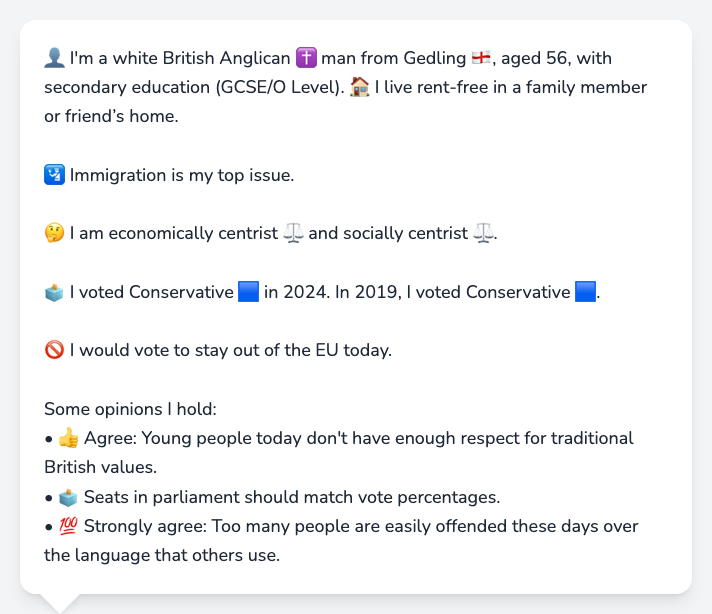 👤 I'm a white British Anglican ✝️ man from Gedling 🏴󠁧󠁢󠁥󠁮󠁧󠁿, aged 56, with
secondary education (GCSE/O Level). 🏠 I live rent-free in a family member
or friend’s home.
🛂 Immigration is my top issue.
🤔 I am economically centrist ⚖️ and socially centrist ⚖️.
🗳️ I voted Conservative 🟦 in 2024. In 2019, I voted Conservative 🟦.
🚫 I would vote to stay out of the EU today.
Some opinions I hold:
• 👍 Agree: Young people today don't have enough respect for traditional
British values.
• 🗳️ Seats in parliament should match vote percentages.
• 💯 Strongly agree: Too many people are easily offended these days over
the language that others use.